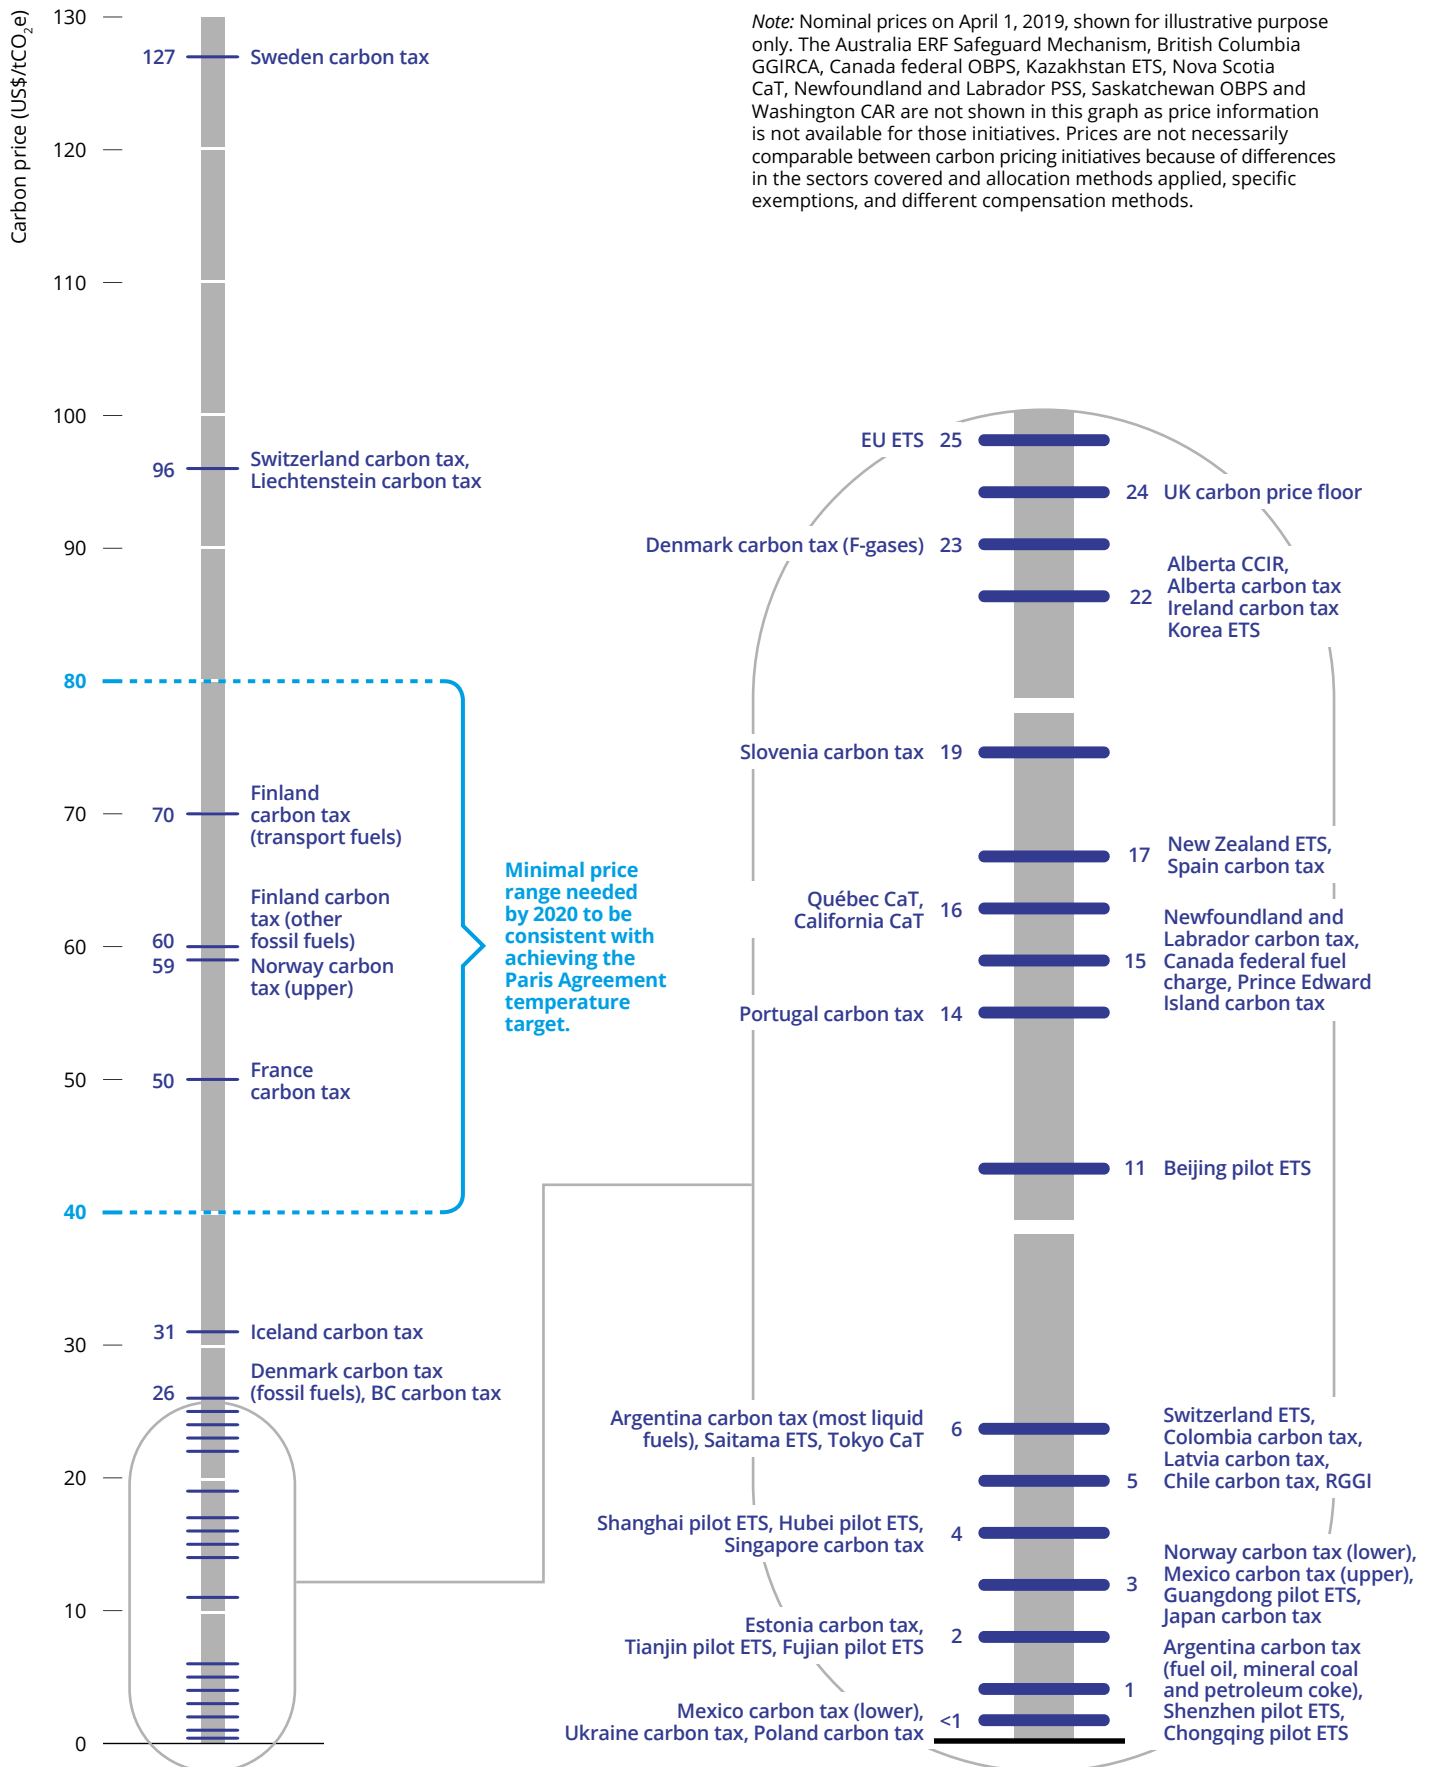 Carbon price (US$/tCO2e)
130
120
110
100
90
80
70
60
50
40
30
20
10
0
127 Sweden carbon tax
96 Switzerland carbon tax,
Liechtenstein carbon tax
70 Finland
carbon tax
(transport fuels)
Finland carbon
tax (other
60 fossil fuels)
59 Norway carbon
tax (upper)
50 France
carbon tax
31 Iceland carbon tax
Denmark carbon tax
26 (fossil fuels), BC carbon tax
Minimal price
range needed
by 2020 to be
consistent with
achieving the
Paris Agreement
temperature
target.
Note: Nominal prices on April 1, 2019, shown for illustrative purpose
only. The Australia ERF Safeguard Mechanism, British Columbia
GGIRCA, Canada federal OBPS, Kazakhstan ETS, Nova Scotia
CaT, Newfoundland and Labrador PSS, Saskatchewan OBPS and
Washington CAR are not shown in this graph as price information
is not available for those initiatives. Prices are not necessarily
comparable between carbon pricing initiatives because of differences
in the sectors covered and allocation methods applied, specific
exemptions, and different compensation methods.
EU ETS 25
24 UK carbon price floor
Denmark carbon tax (F-gases) 23
22 Alberta CCIR,
Alberta carbon tax
Ireland carbon tax
Korea ETS
Slovenia carbon tax 19
17 New Zealand ETS,
Spain carbon tax
Québec CaT,
California CaT 16
Newfoundland and
Labrador carbon tax,
15 Canada federal fuel
charge, Prince Edward
Island carbon tax
Portugal carbon tax 14
11 Beijing pilot ETS
Argentina carbon tax (most liquid
fuels), Saitama ETS, Tokyo CaT 6
Switzerland ETS,
Colombia carbon tax,
Latvia carbon tax,
5 Chile carbon tax, RGGI
Shanghai pilot ETS, Hubei pilot ETS,
Singapore carbon tax 4
Norway carbon tax (lower),
Mexico carbon tax (upper),
3 Guangdong pilot ETS,
Japan carbon tax
Estonia carbon tax,
Tianjin pilot ETS, Fujian pilot ETS 2
Argentina carbon tax
(fuel oil, mineral coal
1 and petroleum coke),
Shenzhen pilot ETS,
Chongqing pilot ETS
Mexico carbon tax (lower),
Ukraine carbon tax, Poland carbon tax <1